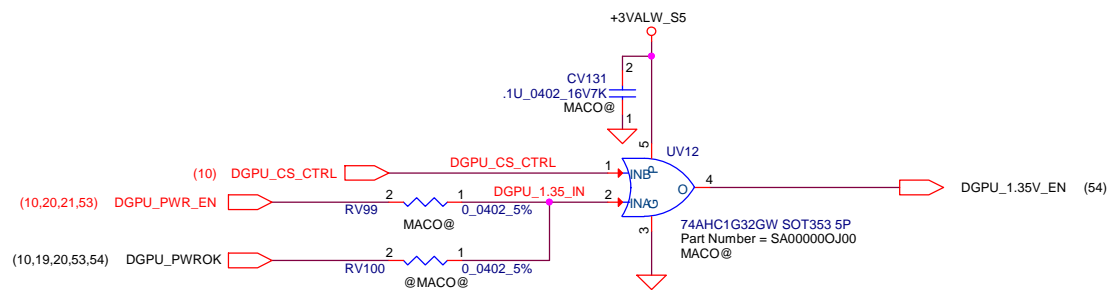 +3VALW_S5
2
CV131
.1U_0402_16V7K
MACO@
1
5
UV12
(10) DGPU_CS_CTRL
DGPU_CS_CTRL
1
INB
P
O
4
DGPU_1.35V_EN (54)
(10,20,21,53) DGPU_PWR_EN
2
1
DGPU_1.35_IN
2
INA
G
RV99
0_0402_5%
MACO@
3
74AHC1G32GW SOT353 5P
Part Number = SA00000OJ00
MACO@
(10,19,20,53,54) DGPU_PWROK
2
1
RV100
0_0402_5%
@MACO@